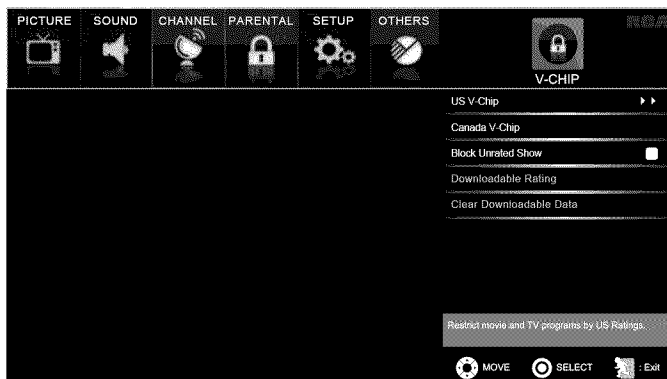 PICTURE SOUND CHANNEL PARENTAL SETUP OTHERS
RCA
V-CHIP
US V-Chip
Canada V-Chip
Block Unrated Show
Downloadable Rating
Clear Downloadable Data
Restrict movie and TV programs by US Ratings.
MOVE SELECT : Exit